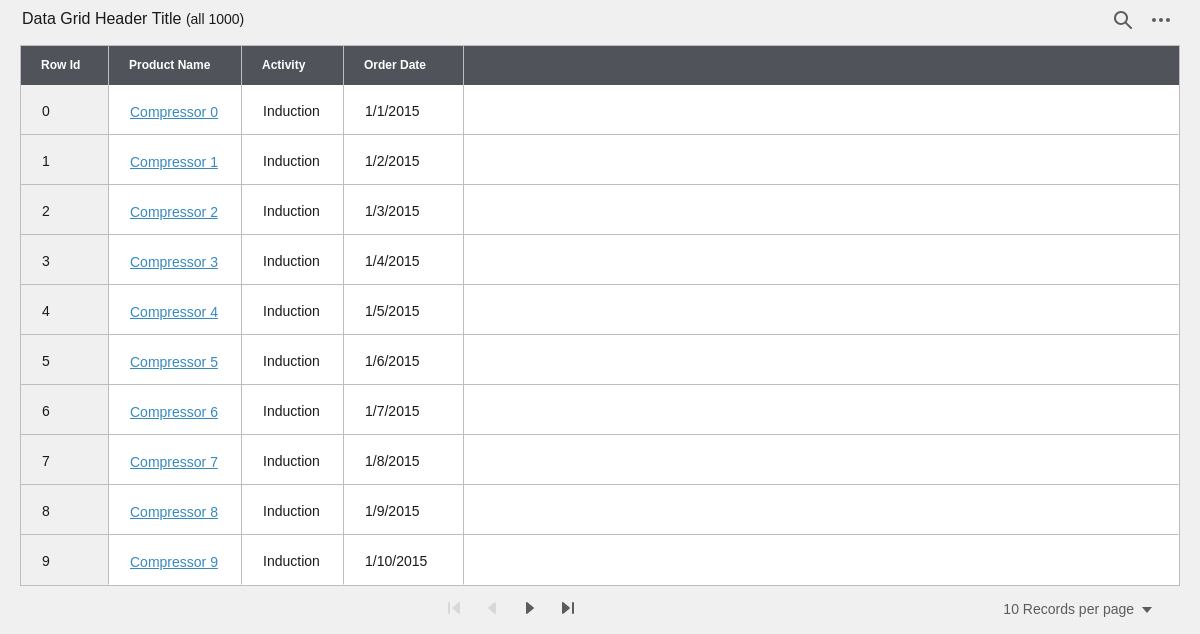 Data Grid Header Title (all 1000)
Row Id Product Name Activity Order Date
0 Compressor 0 Induction 1/1/2015
1 Compressor 1 Induction 1/2/2015
2 Compressor 2 Induction 1/3/2015
3 Compressor 3 Induction 1/4/2015
4 Compressor 4 Induction 1/5/2015
5 Compressor 5 Induction 1/6/2015
6 Compressor 6 Induction 1/7/2015
7 Compressor 7 Induction 1/8/2015
8 Compressor 8 Induction 1/9/2015
9 Compressor 9 Induction 1/10/2015
10 Records per page